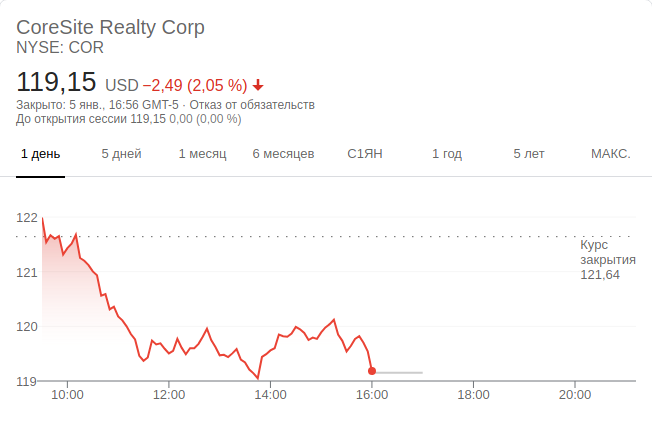 CoreSite Realty Corp
NYSE: COR
119,15 USD −2,49 (2,05 %)
Закрыто: 5 янв., 16:56 GMT-5 · Отказ от обязательств
До открытия сессии 119,15 0,00 (0,00 %)
1 день 5 дней 1 месяц 6 месяцев С1ЯН 1 год 5 лет МАКС.
122
Курс
закрытия
121,64
121
120
119
10:00 12:00 14:00 16:00 18:00 20:00